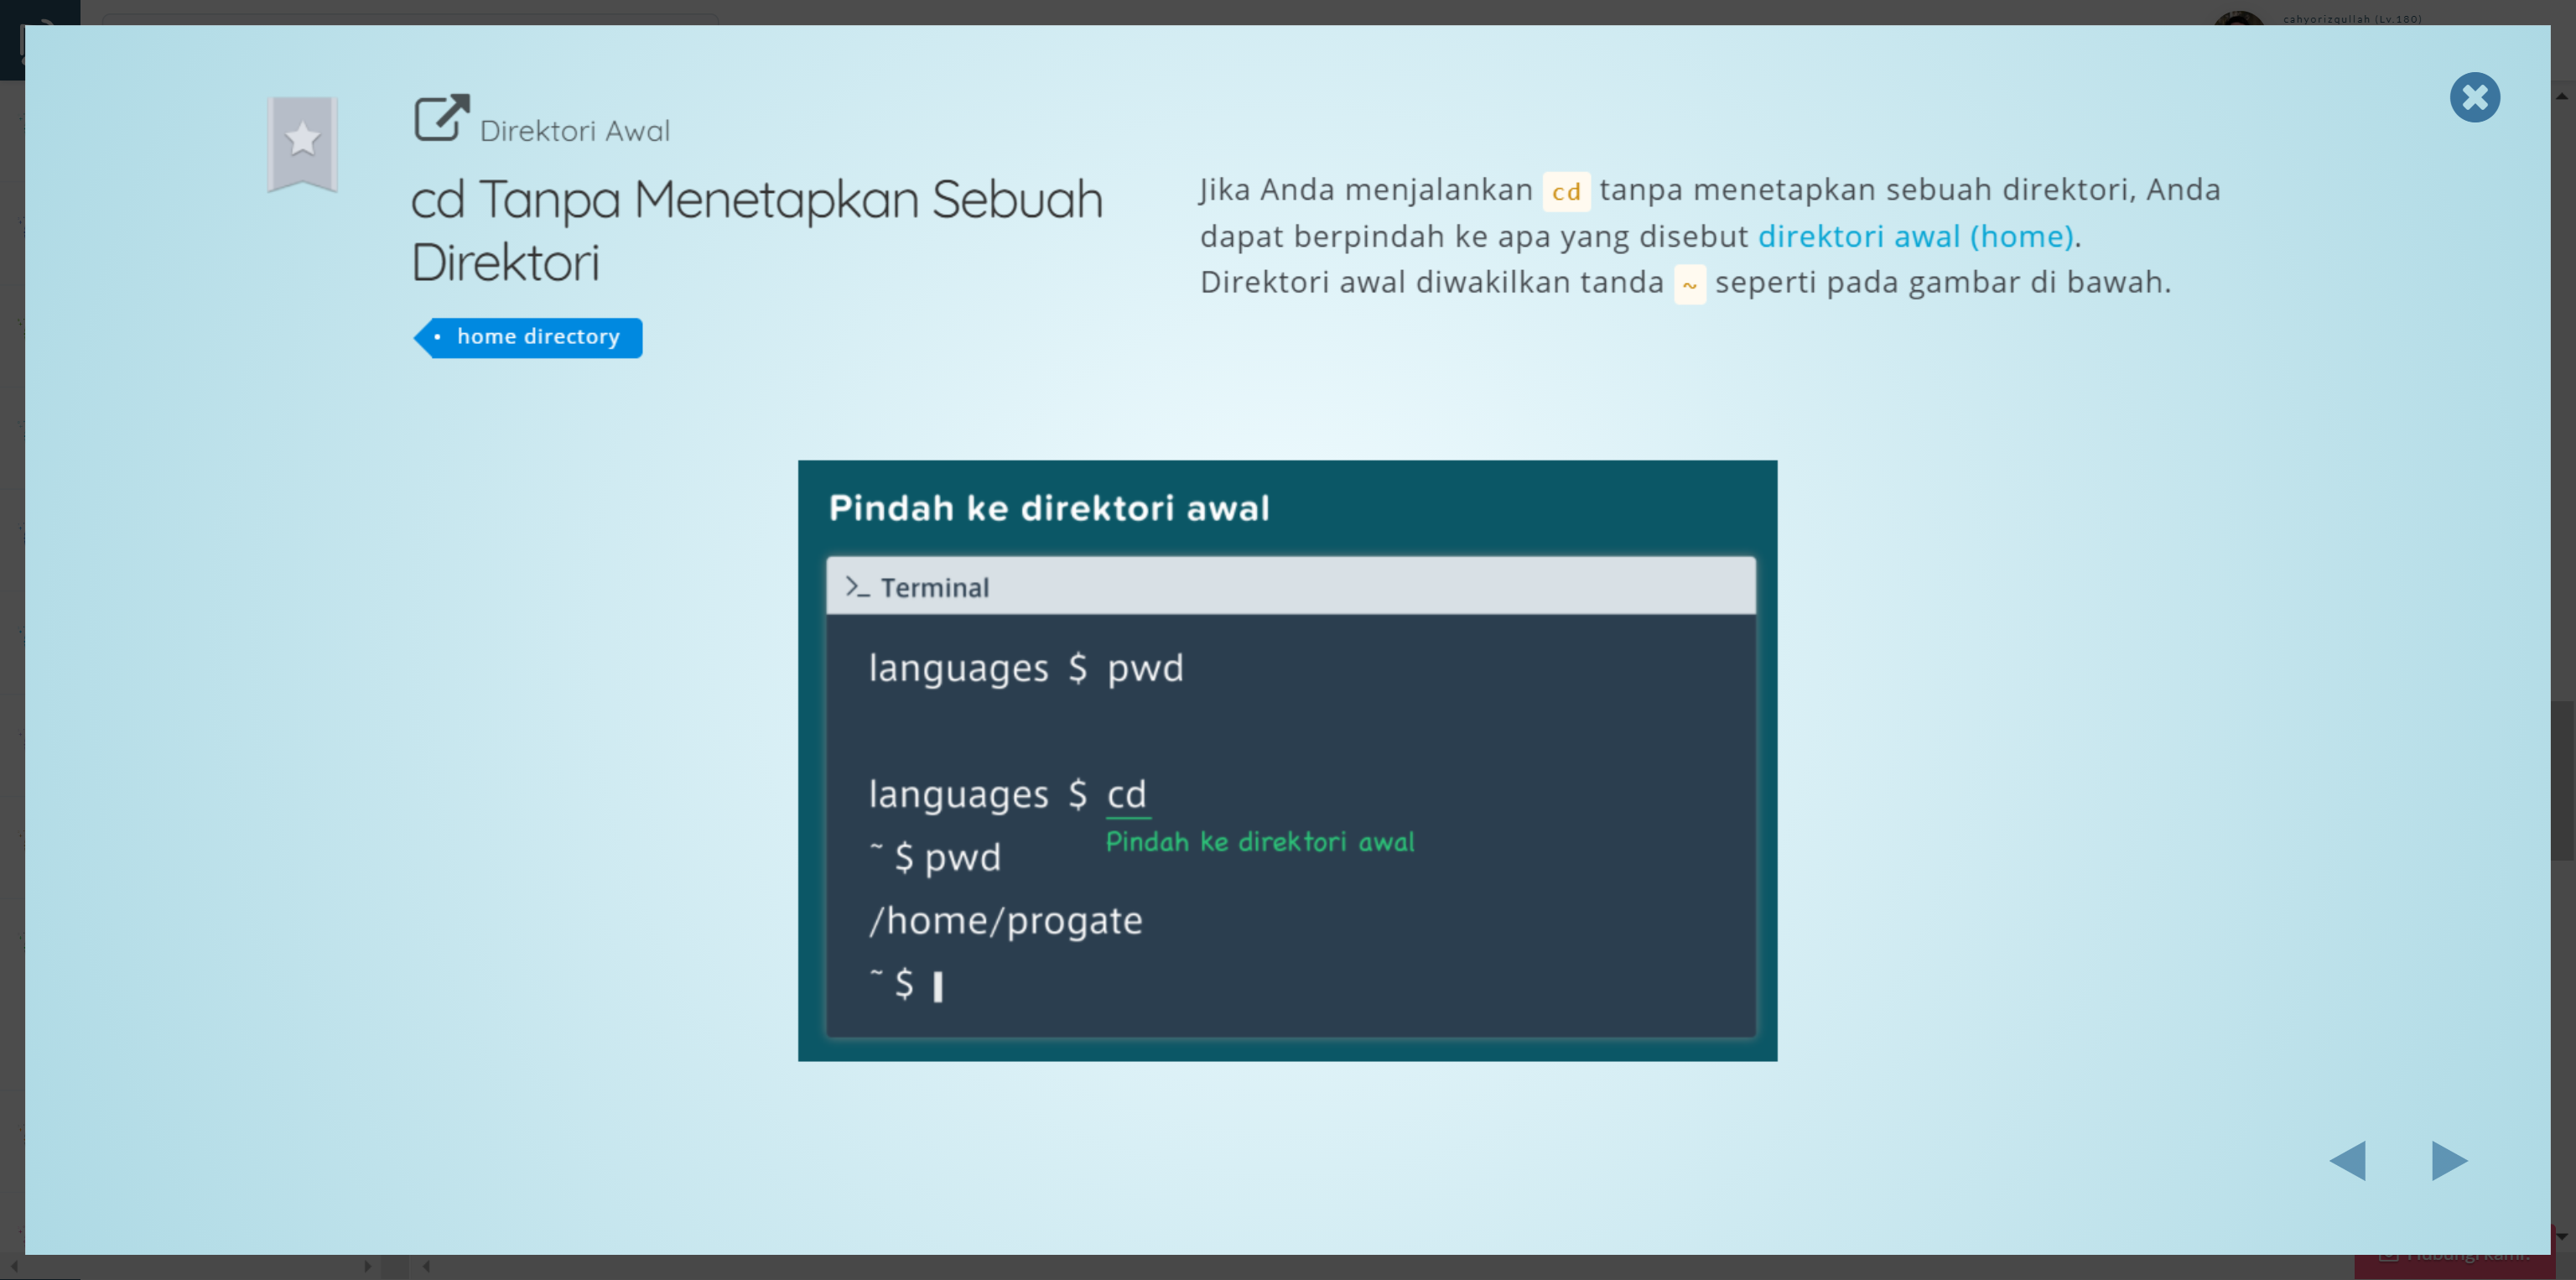 cahyorizqullah (Lv.180)
Direktori Awal
cd Tanpa Menetapkan Sebuah
Direktori
home directory
Jika Anda menjalankan cd tanpa menetapkan sebuah direktori, Anda
dapat berpindah ke apa yang disebut direktori awal (home).
Direktori awal diwakilkan tanda ~ seperti pada gambar di bawah.
Pindah ke direktori awal
>_ Terminal
languages $ pwd
languages $ cd
Pindah ke direktori awal
~ $ pwd
/home/progate
~ $
Hubungi kami!